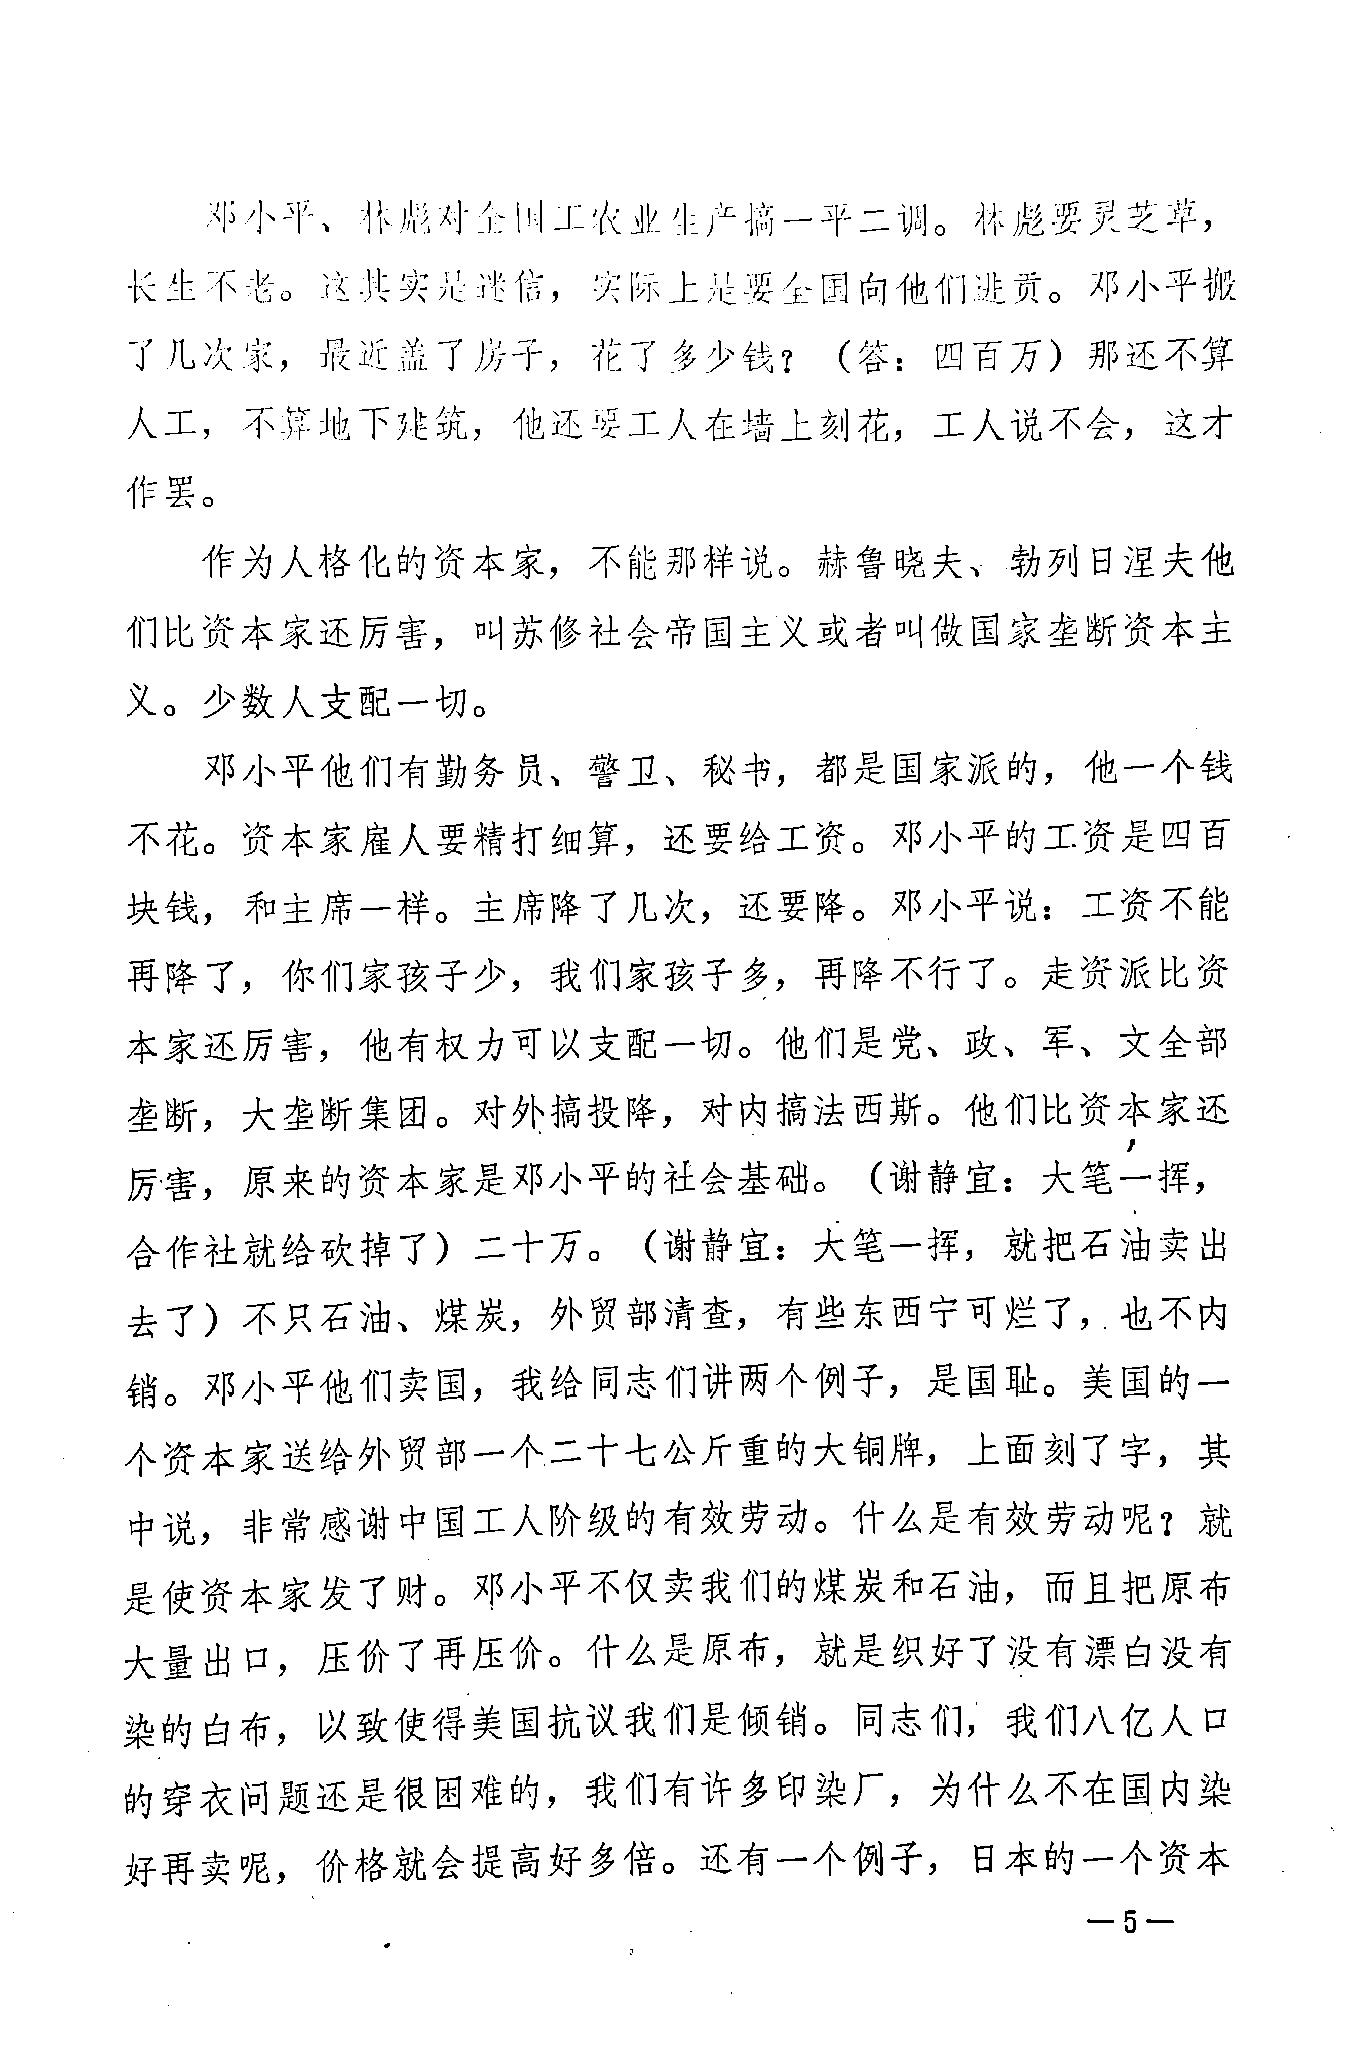 邓小平、林彪对全国工农业生产搞一平二调。林彪要灵芝草，
长生不老。这其实是迷信，实际上是要全国向他们进贡。邓小平搬
了几次家，最近盖了房子，花了多少钱？（答：四百万）那还不算
人工，不算地下建筑，他还要工人在墙上刻花，工人说不会，这才
作罢。
作为人格化的资本家，不能那样说。赫鲁晓夫、勃列日涅夫他
们比资本家还厉害，叫苏修社会帝国主义或者叫做国家垄断资本主
义。少数人支配一切。
邓小平他们有勤务员、警卫、秘书，都是国家派的，他一个钱
不花。资本家雇人要精打细算，还要给工资。邓小平的工资是四百
块钱，和主席一样。主席降了几次，还要降。邓小平说：工资不能
再降了，你们家孩子少，我们家孩子多，再降不行了。走资派比资
本家还厉害，他有权力可以支配一切。他们是党、政、军、文全部
垄断，大垄断集团。对外搞投降，对内搞法西斯。他们比资本家还
厉害，原来的资本家是邓小平的社会基础。（谢静宜：大笔一挥，
合作社就给砍掉了）二十万。（谢静宜：大笔一挥，就把石油卖出
去了）不只石油、煤炭，外贸部清查，有些东西宁可烂了，也不内
销。邓小平他们卖国，我给同志们讲两个例子，是国耻。美国的一
个资本家送给外贸部一个二十七公斤重的大铜牌，上面刻了字，其
中说，非常感谢中国工人阶级的有效劳动。什么是有效劳动呢？就
是使资本家发了财。邓小平不仅卖我们的煤炭和石油，而且把原布
大量出口，压价了再压价。什么是原布，就是织好了没有漂白没有
染的白布，以致使得美国抗议我们是倾销。同志们，我们八亿人口
的穿衣问题还是很困难的，我们有许多印染厂，为什么不在国内染
好再卖呢，价格就会提高好多倍。还有一个例子，日本的一个资本
—5—